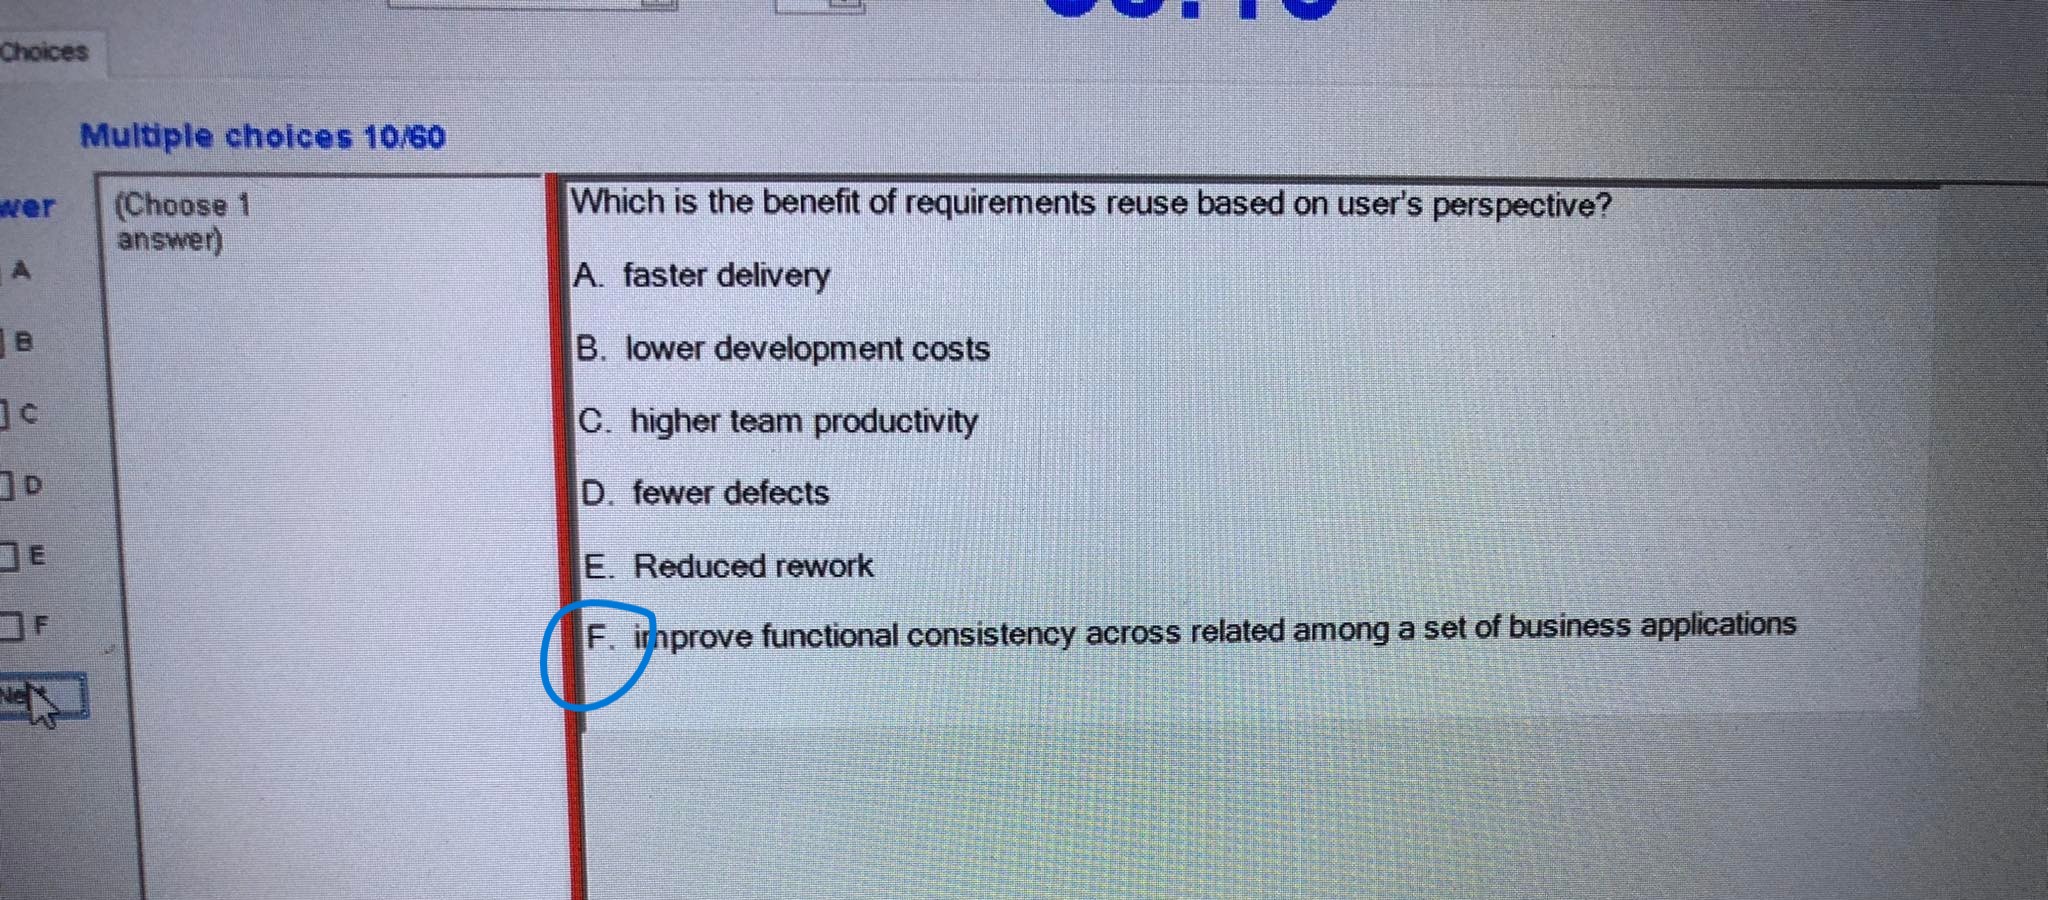 Choices
Multiple choices 10/60
(Choose 1
answer)
A
B
C
D
E
F
Which is the benefit of requirements reuse based on user's perspective?
A. faster delivery
B. lower development costs
C. higher team productivity
D. fewer defects
E. Reduced rework
F. improve functional consistency across related among a set of business applications